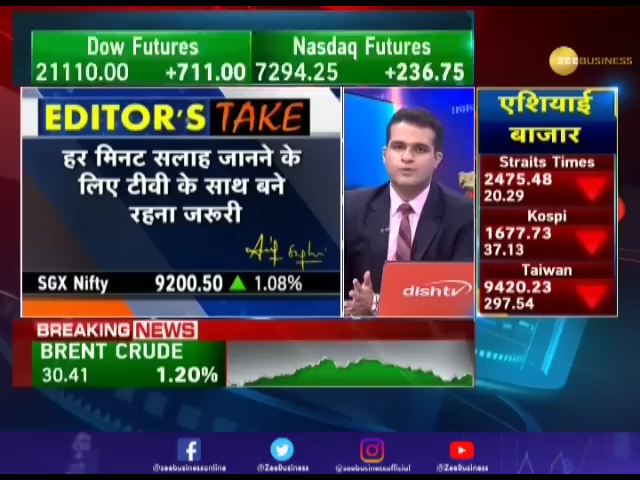 Dow Futures
21110.00 +711.00
Nasdaq Futures
7294.25 +236.75
ZEEBUSINESS
EDITOR'S TAKE
हर मिनट सलाह जानने के
लिए टीवी के साथ बने
रहना जरूरी
SGX Nifty 9200.50 1.08%
dishtv
एशियाई
बाजार
Straits Times
2475.48
20.29
Kospi
1677.73
37.13
Taiwan
9420.23
297.54
BREAKING NEWS
BRENT CRUDE
30.41 1.20%
@zeebusinessonline
@ZeeBusiness
@zeebusinessofficial
@ZeeBusiness